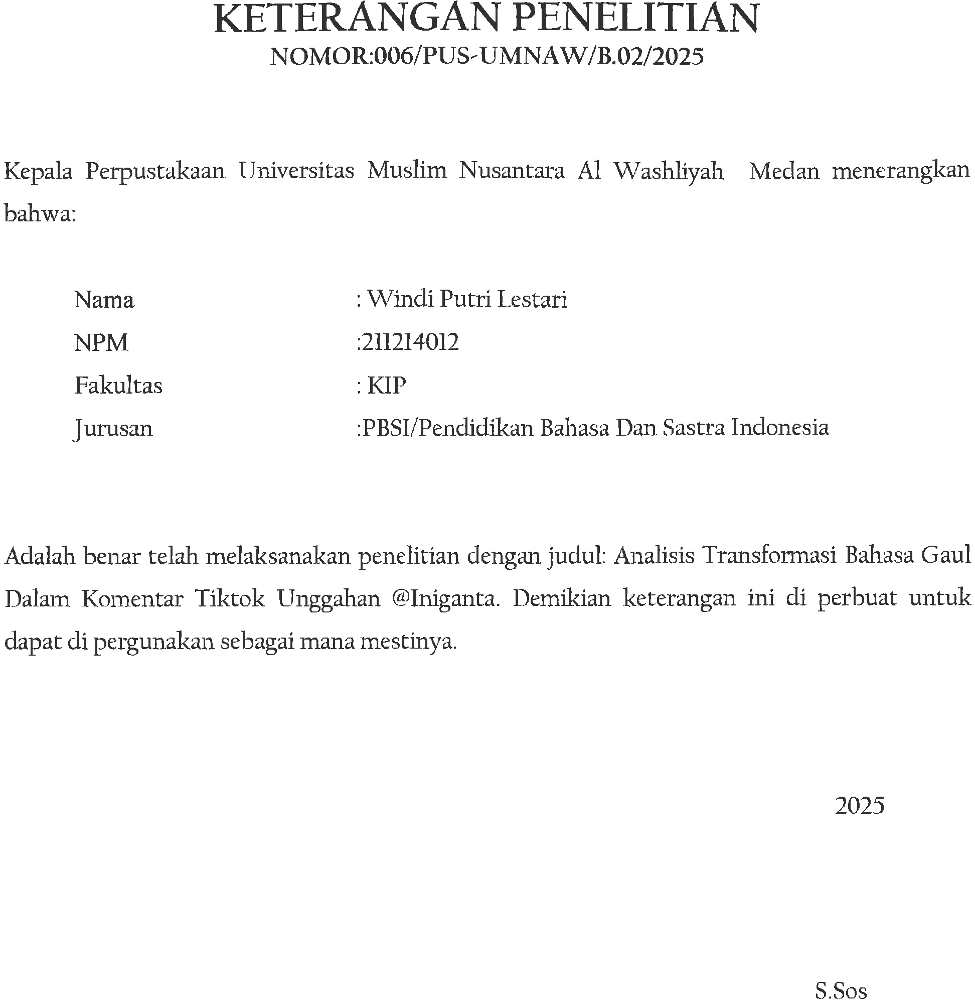 KETERANGAN PENELITIAN
NOMOR:006/PUS-UMNAW/B.02/2025
Kepala Perpustakaan Universitas Muslim Nusantara Al Washliyah Medan menerangkan
bahwa:
Nama : Windi Putri Lestari
NPM :211214012
Fakultas : KIP
Jurusan :PBSI/Pendidikan Bahasa Dan Sastra Indonesia
Adalah benar telah melaksanakan penelitian dengan judul: Analisis Transformasi Bahasa Gaul
Dalam Komentar Tiktok Unggahan @Iniganta. Demikian keterangan ini di perbuat untuk
dapat di pergunakan sebagai mana mestinya.
2025
S.Sos